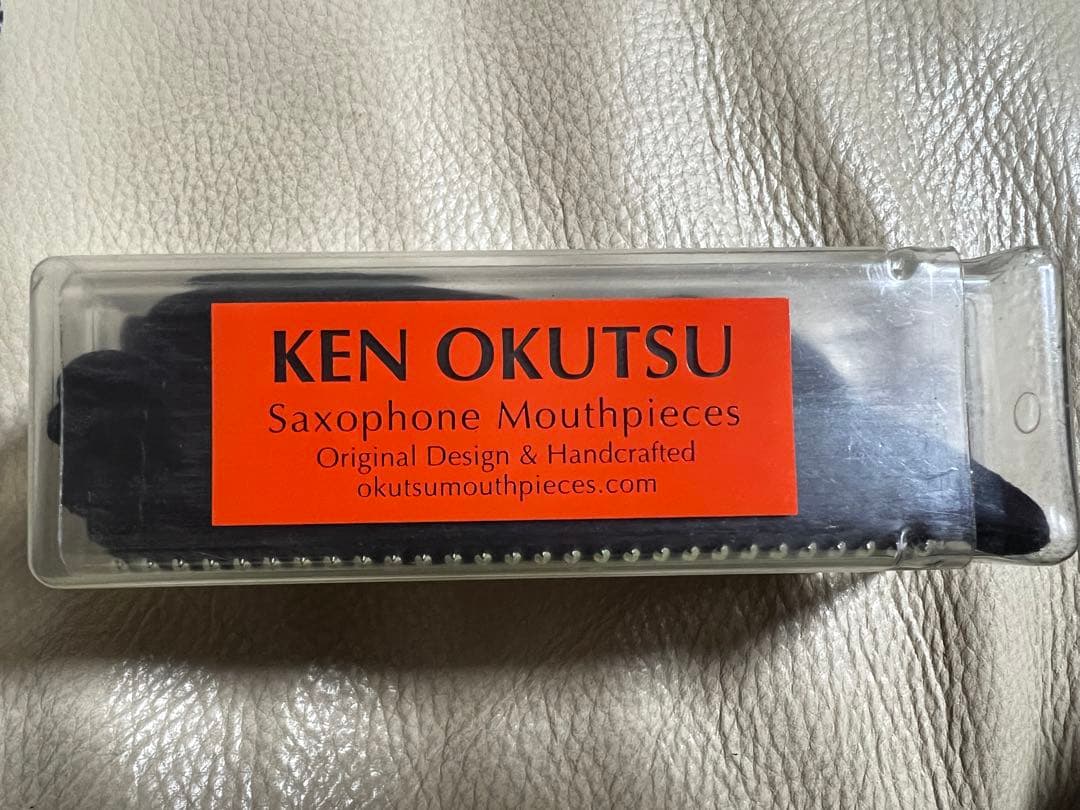 KEN OKUTSU
Saxophone Mouthpieces
Original Design & Handcrafted
okutsumouthpieces.com